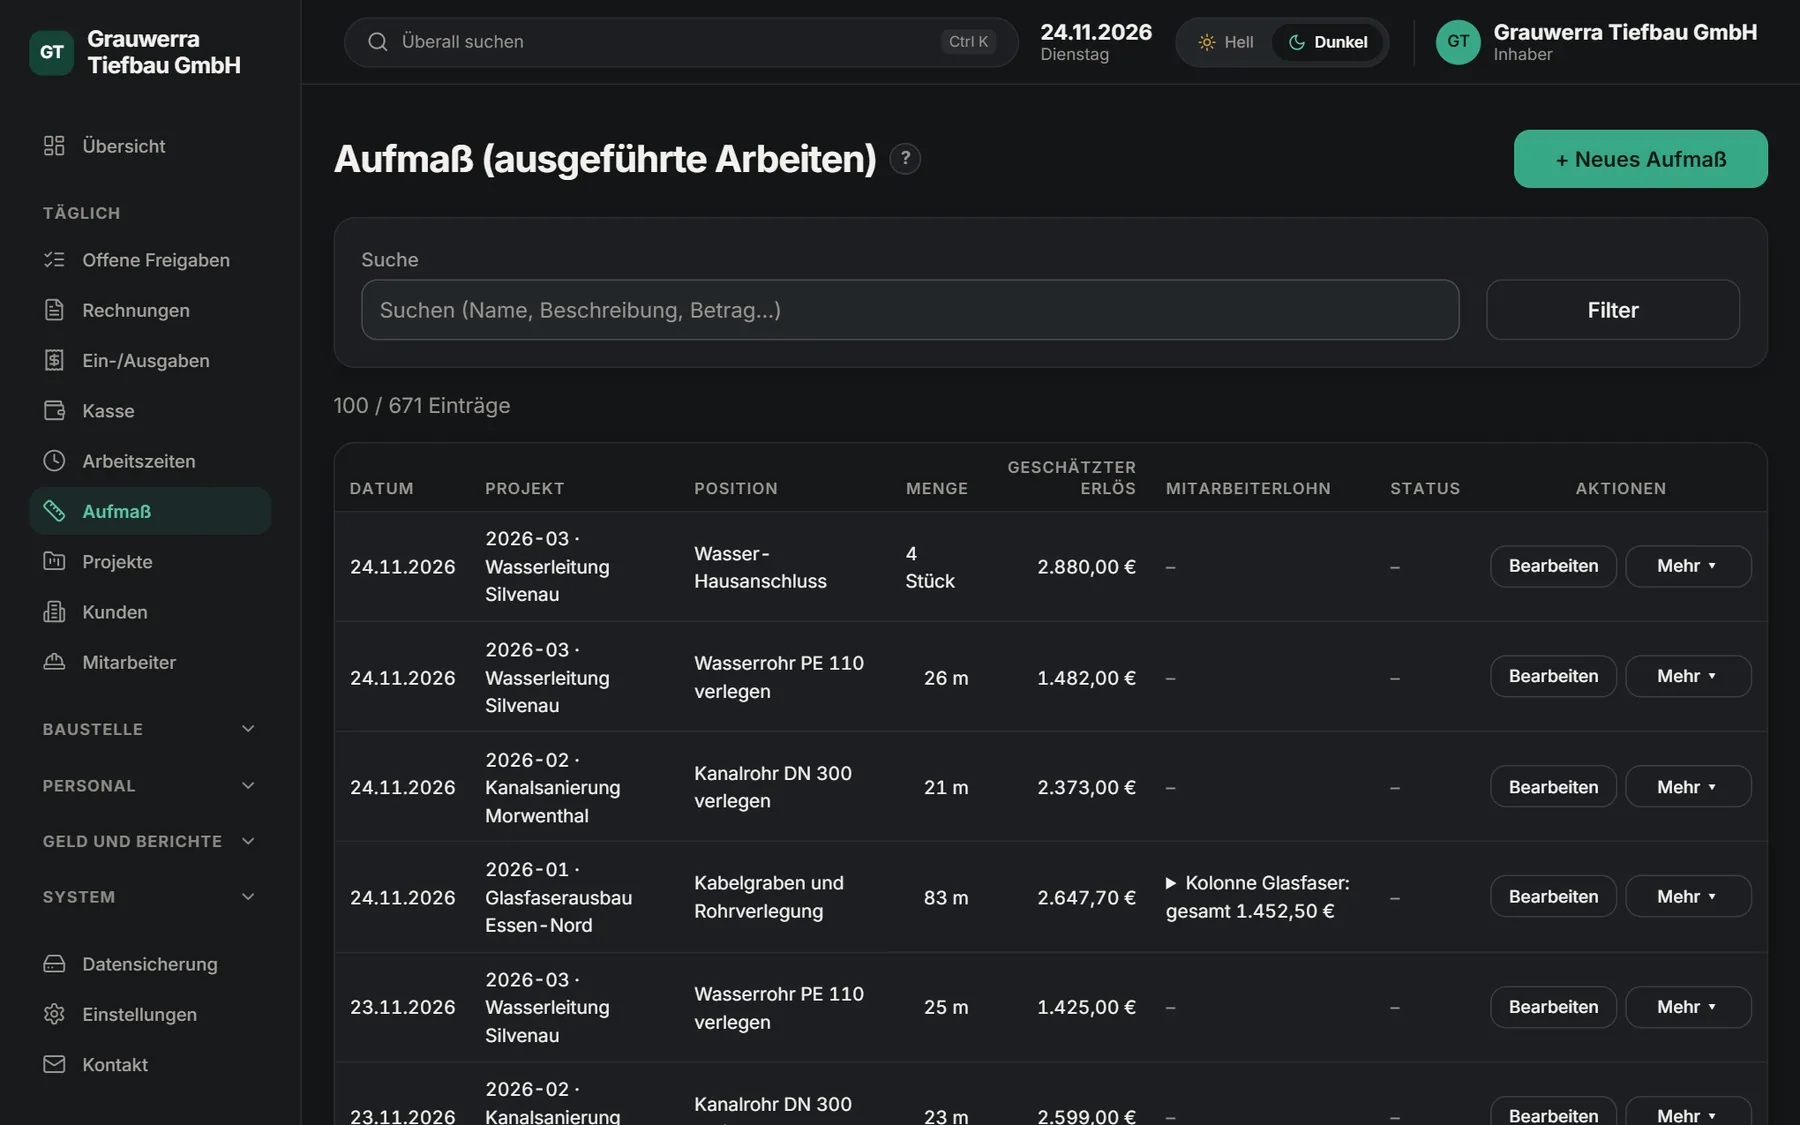 GT
Grauwerra
Tiefbau GmbH
Überall suchen
Ctrl K
24.11.2026
Dienstag
Hell
Dunkel
GT
Grauwerra Tiefbau GmbH
Inhaber
Übersicht
TÄGLICH
Offene Freigaben
Rechnungen
Ein-/Ausgaben
Kasse
Arbeitszeiten
Aufmaß
Projekte
Kunden
Mitarbeiter
BAUSTELLE
PERSONAL
GELD UND BERICHTE
SYSTEM
Datensicherung
Einstellungen
Kontakt
Aufmaß (ausgeführte Arbeiten)
?
+ Neues Aufmaß
Suche
Suchen (Name, Beschreibung, Betrag...)
Filter
100 / 671 Einträge
DATUM PROJEKT POSITION MENGE GESCHÄTZTER ERLÖS MITARBEITERLOHN STATUS AKTIONEN
24.11.2026
2026-03 ·
Wasserleitung
Silvenau
Wasser-
Hausanschluss
4
Stück
2.880,00 €
–
–
Bearbeiten
Mehr ▾
24.11.2026
2026-03 ·
Wasserleitung
Silvenau
Wasserrohr PE 110
verlegen
26 m
1.482,00 €
–
–
Bearbeiten
Mehr ▾
24.11.2026
2026-02 ·
Kanalsanierung
Morwenthal
Kanalrohr DN 300
verlegen
21 m
2.373,00 €
–
–
Bearbeiten
Mehr ▾
24.11.2026
2026-01 ·
Glasfaserausbau
Essen-Nord
Kabelgraben und
Rohrverlegung
83 m
2.647,70 €
▶ Kolonne Glasfaser:
gesamt 1.452,50 €
–
Bearbeiten
Mehr ▾
23.11.2026
2026-03 ·
Wasserleitung
Silvenau
Wasserrohr PE 110
verlegen
25 m
1.425,00 €
–
–
Bearbeiten
Mehr ▾
23.11.2026
2026-02 ·
Kanalsanierung
Kanalrohr DN 300
23 m
2.599,00 €
–
–
Bearbeiten
Mehr ▾